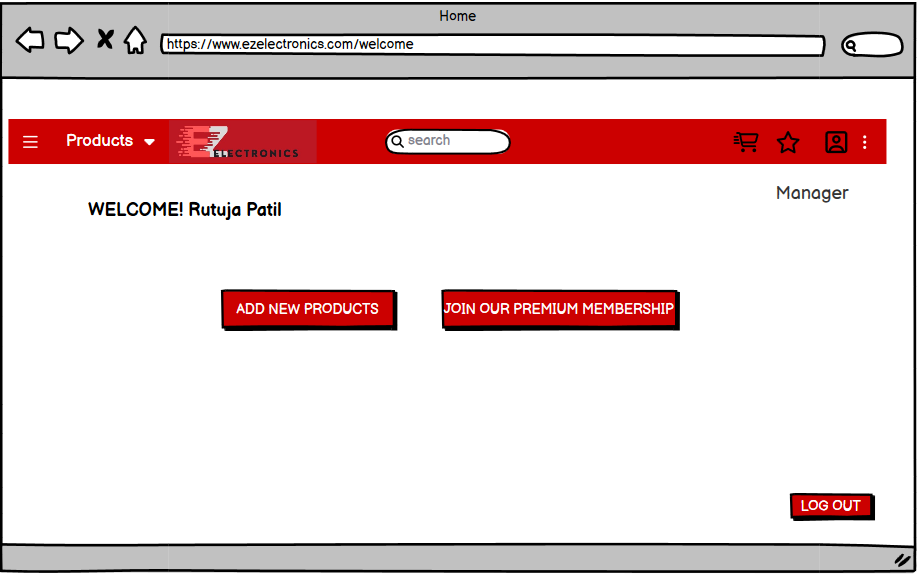 Home
https://www.ezelectronics.com/welcome
Products
EZ ELECTRONICS
search
Manager
WELCOME! Rutuja Patil
ADD NEW PRODUCTS
JOIN OUR PREMIUM MEMBERSHIP
LOG OUT